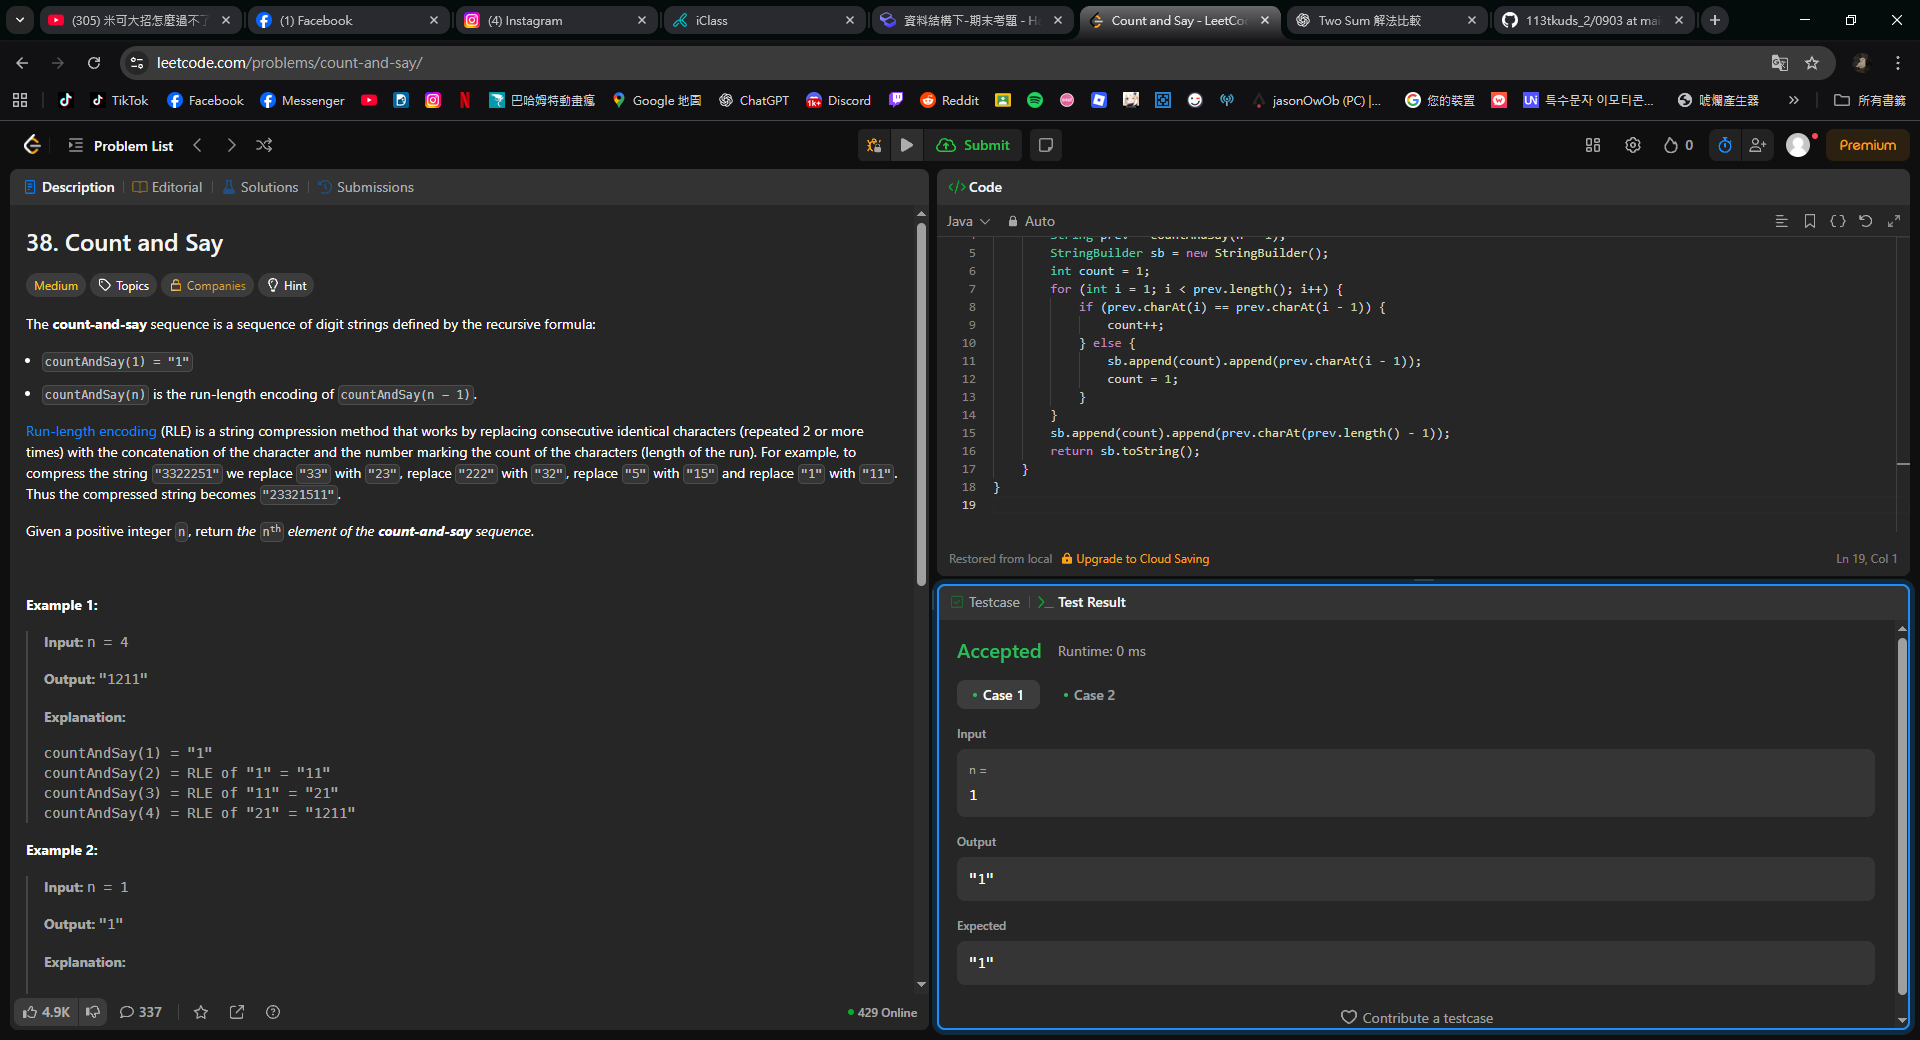 (305) 米可大招怎麼過不了
(1) Facebook
(4) Instagram
iClass
資料結構下-期末考題 - H
Count and Say - LeetCo
Two Sum 解法比較
113tkuds_2/0903 at mai
leetcode.com/problems/count-and-say/
TikTok
Facebook
Messenger
巴哈姆特動畫瘋
Google 地圖
ChatGPT
Discord
Reddit
jasonOwOb (PC) |...
您的裝置
특수문자 이모티콘...
唬爛產生器
所有書籤
Problem List
Submit
0
Premium
Description
Editorial
Solutions
Submissions
38. Count and Say
Medium
Topics
Companies
Hint
The count-and-say sequence is a sequence of digit strings defined by the recursive formula:
• countAndSay(1) = "1"
• countAndSay(n) is the run-length encoding of countAndSay(n - 1).
Run-length encoding (RLE) is a string compression method that works by replacing consecutive identical characters (repeated 2 or more
times) with the concatenation of the character and the number marking the count of the characters (length of the run). For example, to
compress the string "3322251" we replace "33" with "23", replace "222" with "32", replace "5" with "15" and replace "1" with "11".
Thus the compressed string becomes "23321511".
Given a positive integer n, return the nth element of the count-and-say sequence.
Example 1:
Input: n = 4
Output: "1211"
Explanation:
countAndSay(1) = "1"
countAndSay(2) = RLE of "1" = "11"
countAndSay(3) = RLE of "11" = "21"
countAndSay(4) = RLE of "21" = "1211"
Example 2:
Input: n = 1
Output: "1"
Explanation:
4.9K
337
429 Online
</> Code
Java
Auto
4 String prev = countAndSay(n - 1);
5 StringBuilder sb = new StringBuilder();
6 int count = 1;
7 for (int i = 1; i < prev.length(); i++) {
8 if (prev.charAt(i) == prev.charAt(i - 1)) {
9 count++;
10 } else {
11 sb.append(count).append(prev.charAt(i - 1));
12 count = 1;
13 }
14 }
15 sb.append(count).append(prev.charAt(prev.length() - 1));
16 return sb.toString();
17 }
18 }
19
Restored from local
Upgrade to Cloud Saving
Ln 19, Col 1
Testcase
>_ Test Result
Accepted
Runtime: 0 ms
• Case 1
• Case 2
Input
n =
1
Output
"1"
Expected
"1"
Contribute a testcase